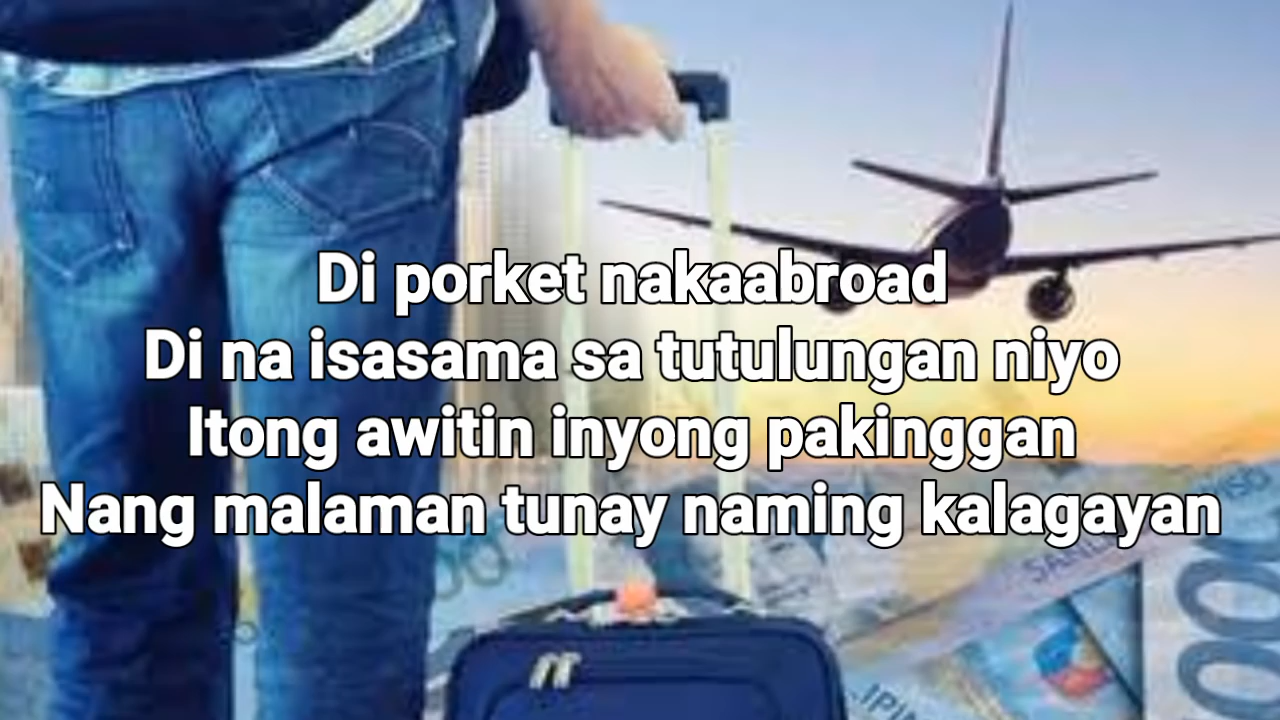 Di porket nakaabroad
Di na isasama sa tutulungan niyo
Itong awitin inyong pakinggan
Nang malaman tunay naming kalagayan